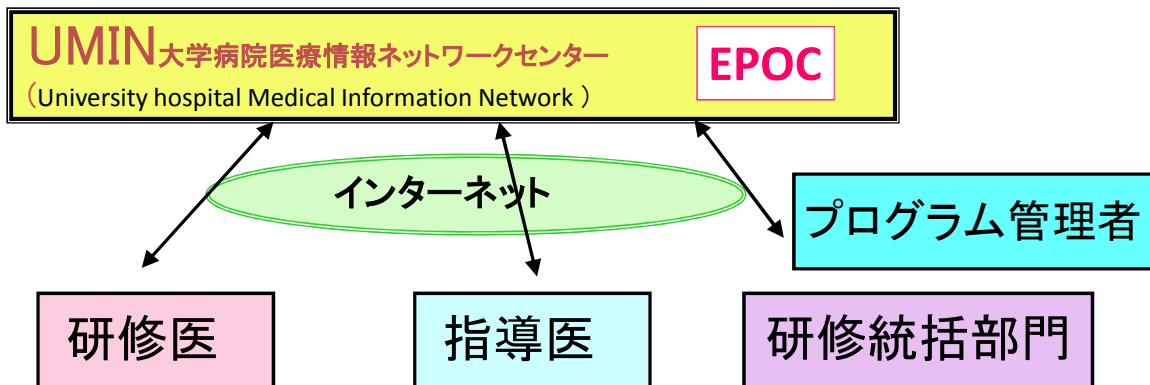 UMIN大学病院医療情報ネットワークセンター
EPOC
(University hospital Medical Information Network )
インターネット
プログラム管理者
研修医
指導医
研修統括部門